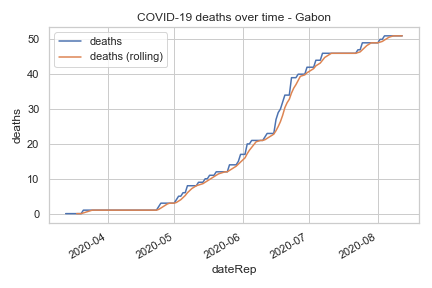 COVID-19 deaths over time - Gabon
deaths
deaths (rolling)
50
40
30
20
10
0
deaths
2020-04
2020-05
2020-06
2020-07
2020-08
dateRep